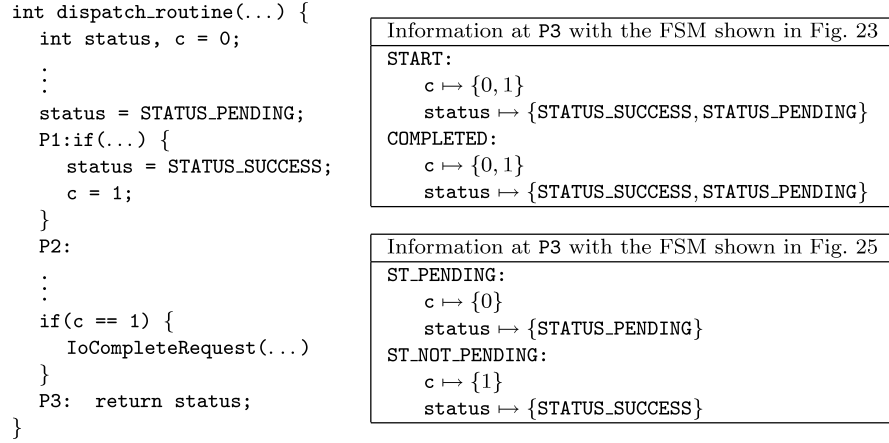 int dispatch_routine(...) {
int status, c = 0;
⋮
status = STATUS_PENDING;
P1:if(...) {
status = STATUS_SUCCESS;
c = 1;
}
P2:
⋮
if(c == 1) {
IoCompleteRequest(...)
}
P3: return status;
}
Information at P3 with the FSM shown in Fig. 23
START:
c ↦ {0, 1}
status ↦ {STATUS_SUCCESS, STATUS_PENDING}
COMPLETED:
c ↦ {0, 1}
status ↦ {STATUS_SUCCESS, STATUS_PENDING}
Information at P3 with the FSM shown in Fig. 25
ST_PENDING:
c ↦ {0}
status ↦ {STATUS_PENDING}
ST_NOT_PENDING:
c ↦ {1}
status ↦ {STATUS_SUCCESS}